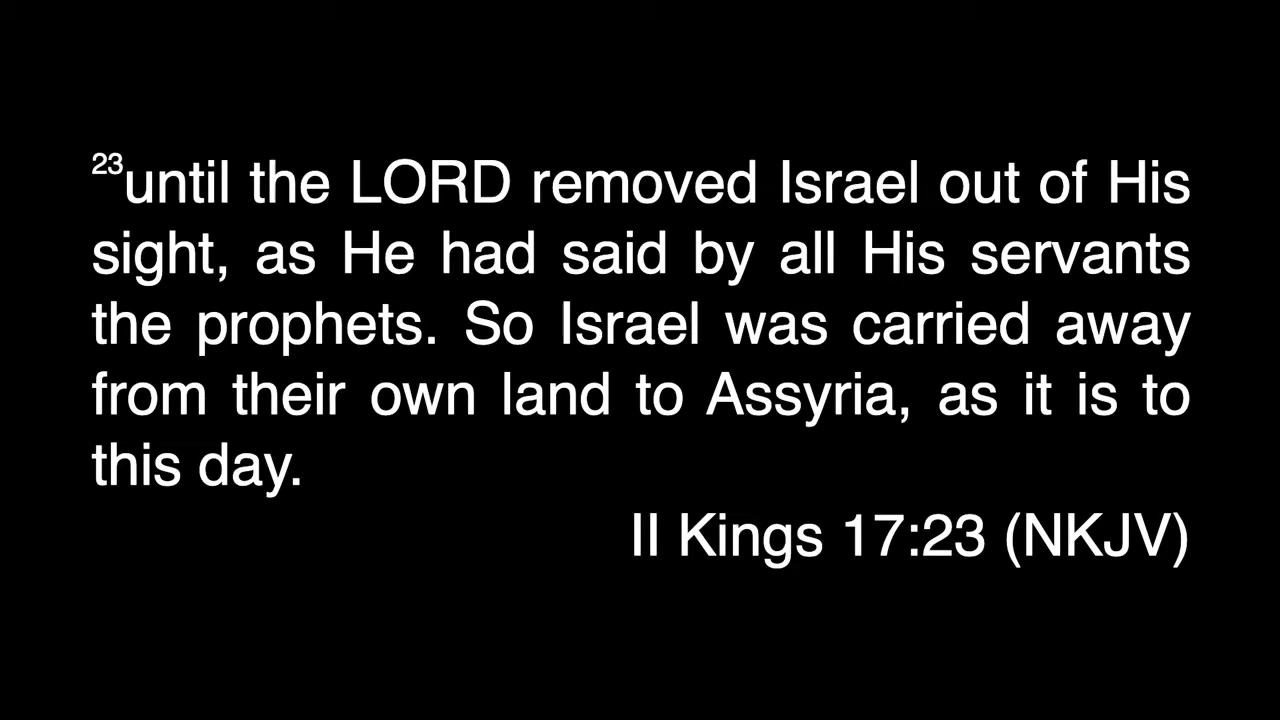 23until the LORD removed Israel out of His
sight, as He had said by all His servants
the prophets. So Israel was carried away
from their own land to Assyria, as it is to
this day.
II Kings 17:23 (NKJV)